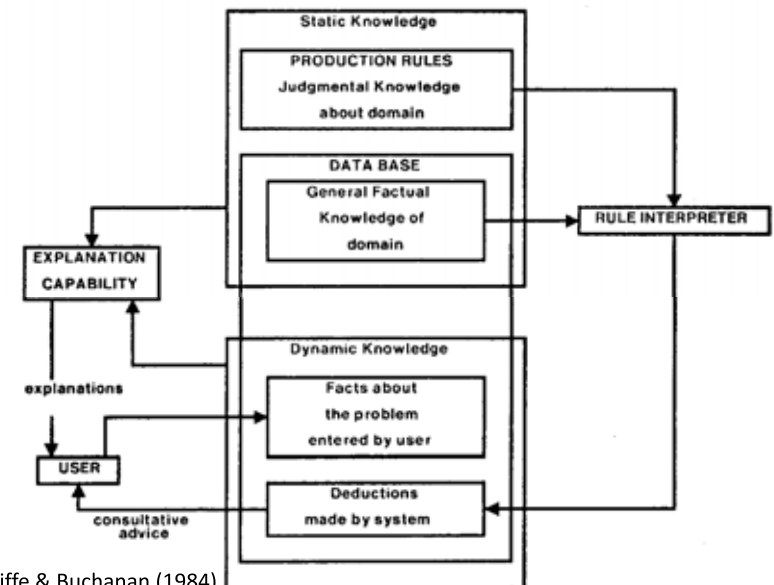 Static Knowledge
PRODUCTION RULES
Judgmental Knowledge
about domain
DATA BASE
General Factual
Knowledge of
domain
RULE INTERPRETER
EXPLANATION
CAPABILITY
explanations
USER
consultative
advice
Dynamic Knowledge
Facts about
the problem
entered by user
Deductions
made by system
& Buchanan (1984)